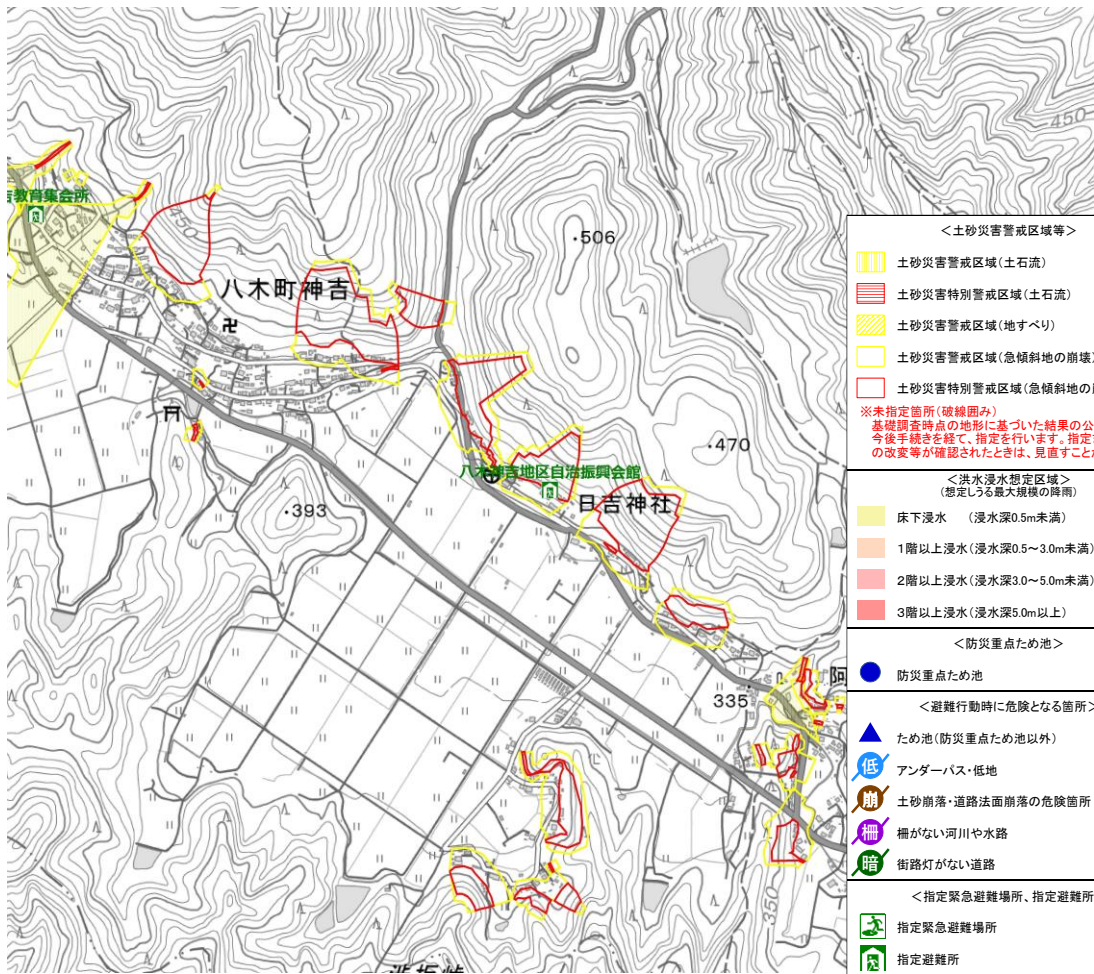 吉教育集会所
450
450
八木町神吉
・506
・470
八木神吉地区自治振興会館
日吉神社
・393
335
阿
350
渋坂峠
＜土砂災害警戒区域等＞
土砂災害警戒区域(土石流)
土砂災害特別警戒区域(土石流)
土砂災害警戒区域(地すべり)
土砂災害警戒区域(急傾斜地の崩壊)
土砂災害特別警戒区域(急傾斜地の崩
※未指定箇所(破線囲み)
基礎調査時点の地形に基づいた結果の公
今後手続きを経て、指定を行います。指定
の改変等が確認されたときは、見直すことが
＜洪水浸水想定区域＞
(想定しうる最大規模の降雨)
床下浸水　(浸水深0.5m未満)
1階以上浸水(浸水深0.5～3.0m未満)
2階以上浸水(浸水深3.0～5.0m未満)
3階以上浸水(浸水深5.0m以上)
＜防災重点ため池＞
防災重点ため池
＜避難行動時に危険となる箇所＞
ため池(防災重点ため池以外)
低 アンダーパス・低地
崩 土砂崩落・道路法面崩落の危険箇所
柵 柵がない河川や水路
暗 街路灯がない道路
＜指定緊急避難場所、指定避難所
指定緊急避難場所
指定避難所